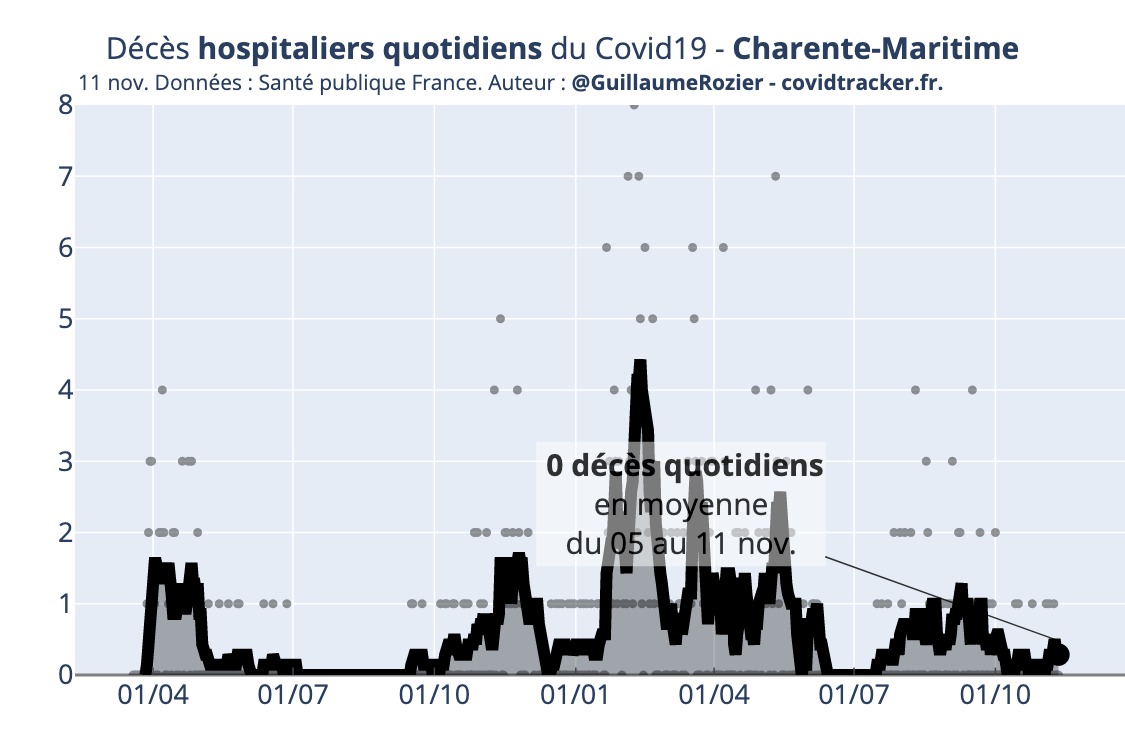 Décès hospitaliers quotidiens du Covid19 - Charente-Maritime
11 nov. Données : Santé publique France. Auteur : @GuillaumeRozier - covidtracker.fr.
8
7
6
5
4
3
2
1
0
0 décès quotidiens
en moyenne
du 05 au 11 nov.
01/04 01/07 01/10 01/01 01/04 01/07 01/10